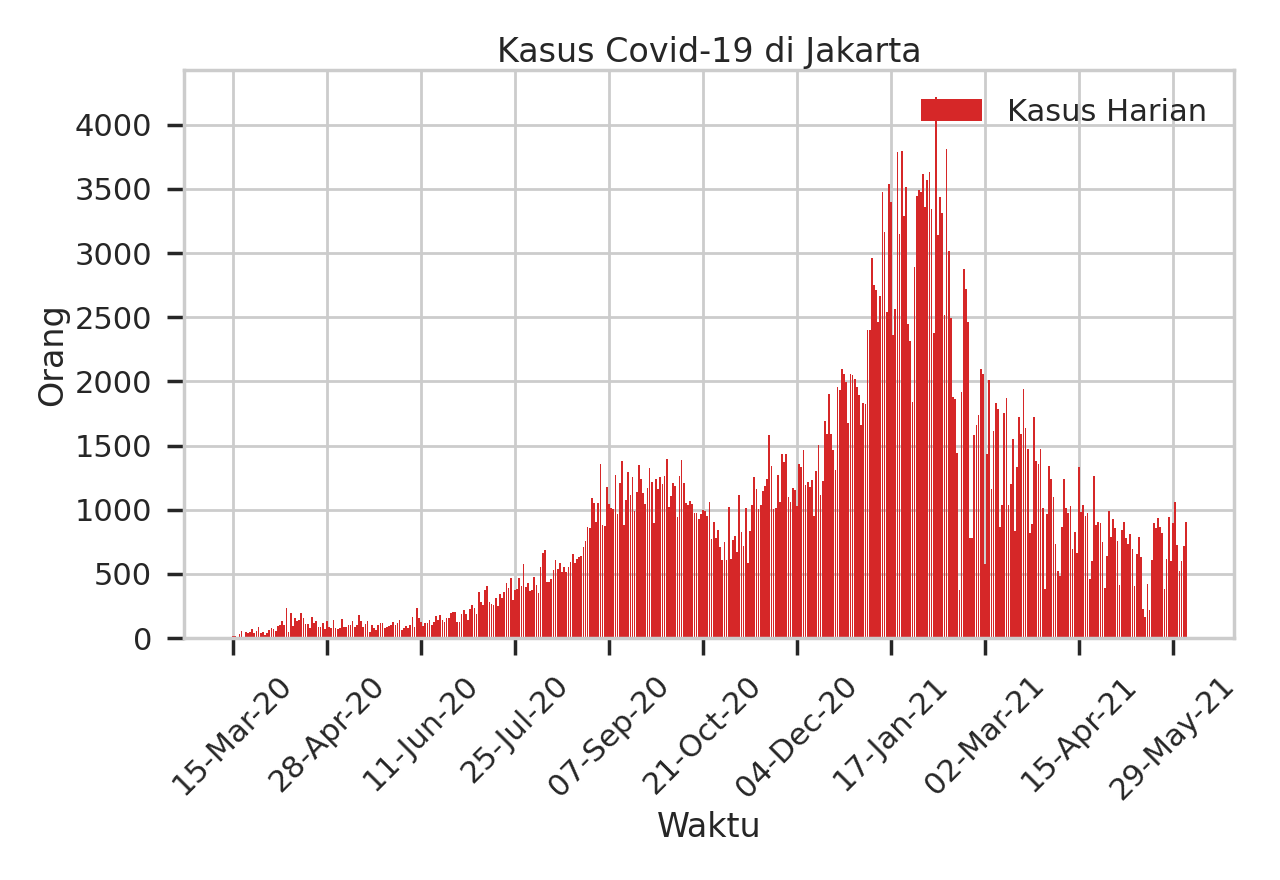 Kasus Covid-19 di Jakarta
Kasus Harian
Orang
4000
3500
3000
2500
2000
1500
1000
500
0
15-Mar-20
28-Apr-20
11-Jun-20
25-Jul-20
07-Sep-20
21-Oct-20
04-Dec-20
17-Jan-21
02-Mar-21
15-Apr-21
29-May-21
Waktu